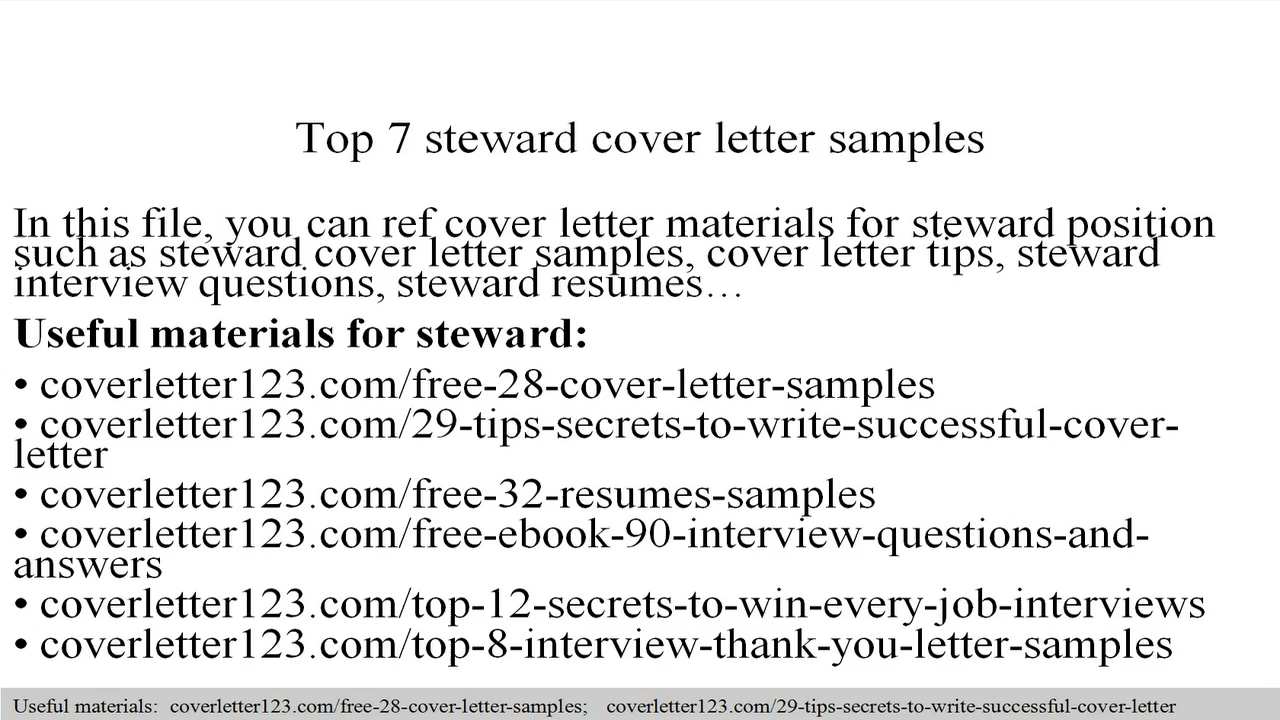 Top 7 steward cover letter samples
In this file, you can ref cover letter materials for steward position
such as steward cover letter samples, cover letter tips, steward
interview questions, steward resumes…
Useful materials for steward:
• coverletter123.com/free-28-cover-letter-samples
• coverletter123.com/29-tips-secrets-to-write-successful-cover-
letter
• coverletter123.com/free-32-resumes-samples
• coverletter123.com/free-ebook-90-interview-questions-and-
answers
• coverletter123.com/top-12-secrets-to-win-every-job-interviews
• coverletter123.com/top-8-interview-thank-you-letter-samples
Useful materials: coverletter123.com/free-28-cover-letter-samples; coverletter123.com/29-tips-secrets-to-write-successful-cover-letter